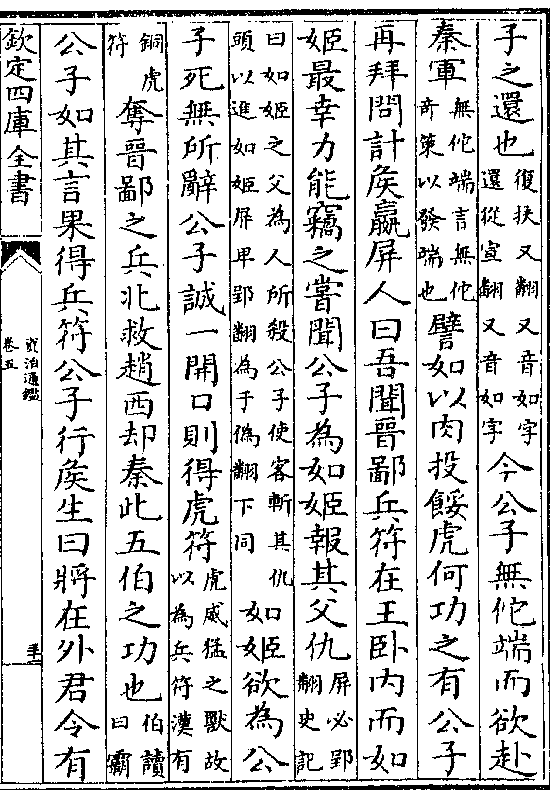 子之還也復扶又翻又音如字還從宣翻又音如字今公子無佗端而欲赴
秦軍無佗端言無佗奇策以發端也譬如以肉投餒虎何功之有公子
再拜問計矦嬴屏人曰吾聞晉鄙兵符在王卧内而如
姬最幸力能竊之嘗聞公子為如姬報其父仇屏必郢翻史記
曰如姬之父為人所殺公子使客斬其仇頭以進如姬屏卑郢翻為于偽翻下同如姬欲為公
子死無所辭公子誠一開口則得虎符虎威猛之獸故以為兵符漢有
銅虎符奪晉鄙之兵北救趙西却秦此五伯之功也伯讀曰霸
公子如其言果得兵符公子行矦生曰將在外君令有
欽定四庫全書
資治通鑑
卷五